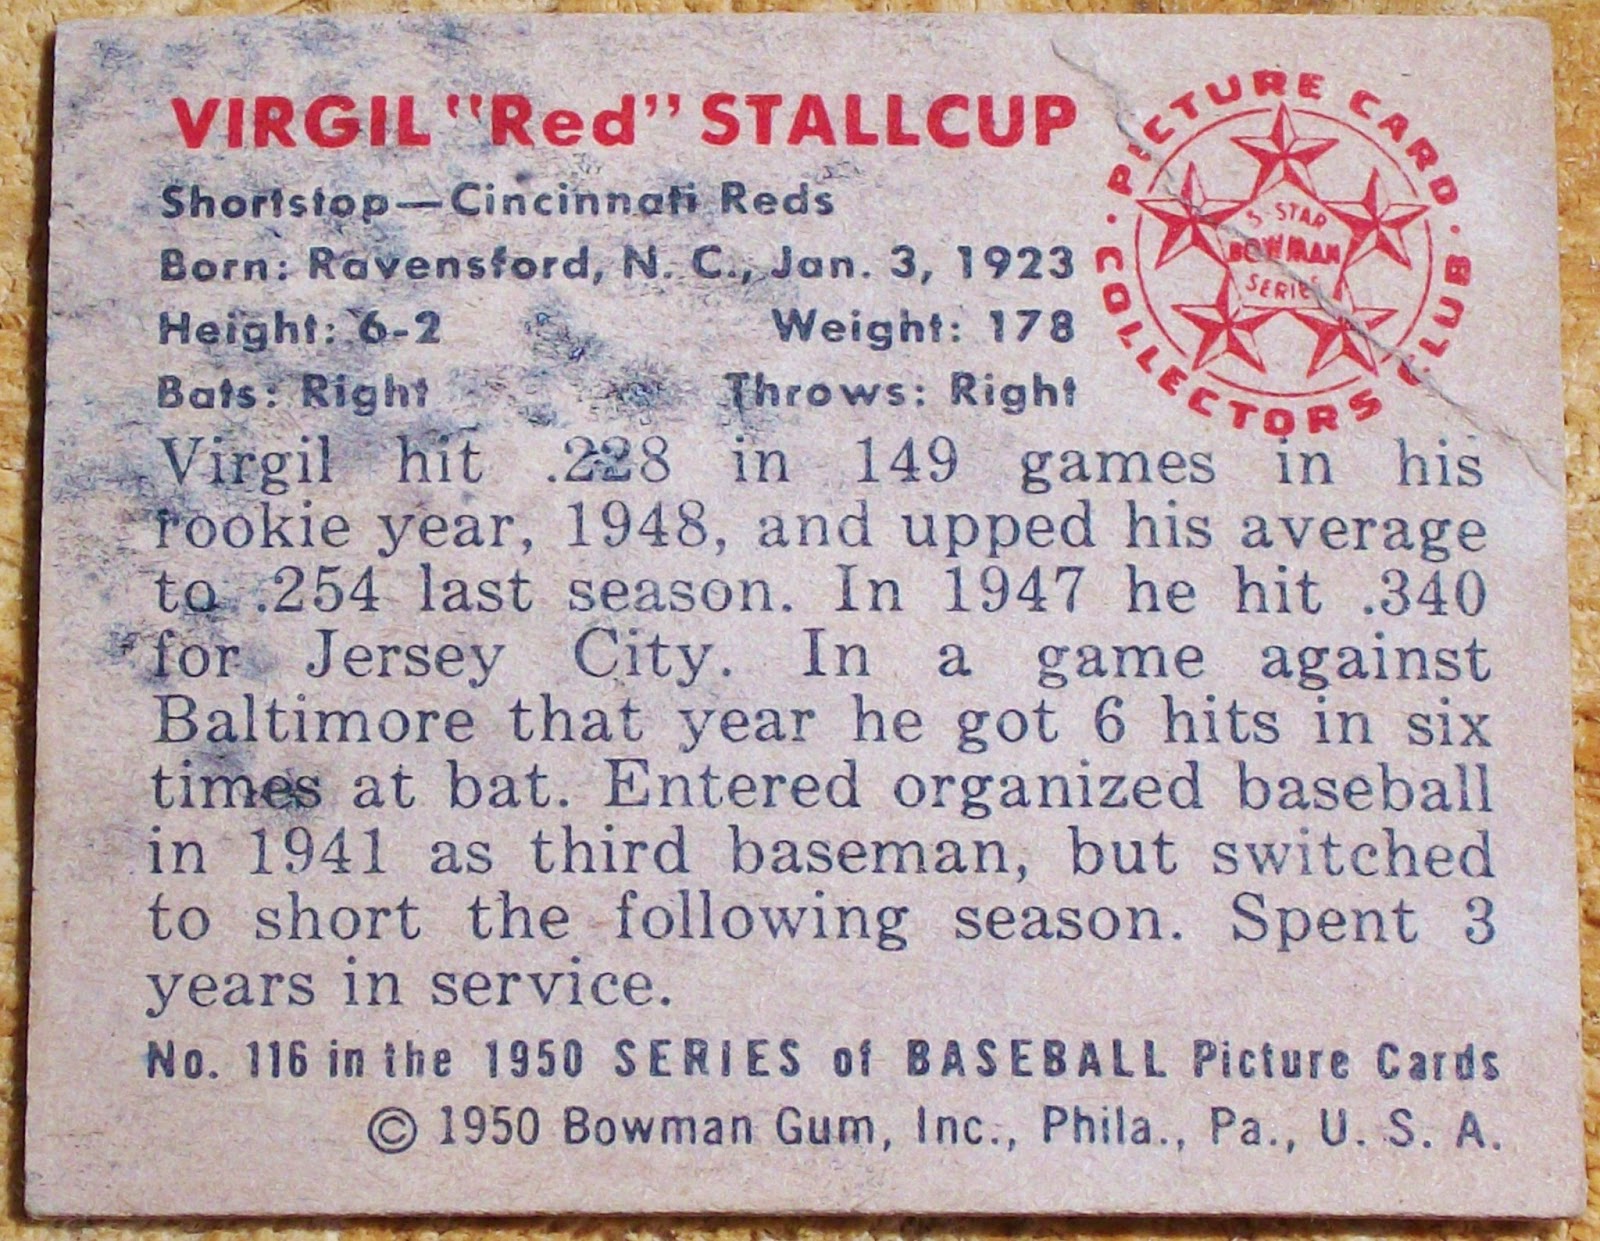 VIRGIL "Red" STALLCUP
Shortstop—Cincinnati Reds
Born: Ravensford, N. C., Jan. 3, 1923
Height: 6-2 Weight: 178
Bats: Right Throws: Right
PICTURE CARD
COLLECTORS
CLUB
5-STAR
BOWMAN
SERIES
Virgil hit .228 in 149 games in his
rookie year, 1948, and upped his average
to .254 last season. In 1947 he hit .340
for Jersey City. In a game against
Baltimore that year he got 6 hits in six
times at bat. Entered organized baseball
in 1941 as third baseman, but switched
to short the following season. Spent 3
years in service.
No. 116 in the 1950 SERIES of BASEBALL Picture Cards
© 1950 Bowman Gum, Inc., Phila., Pa., U. S. A.